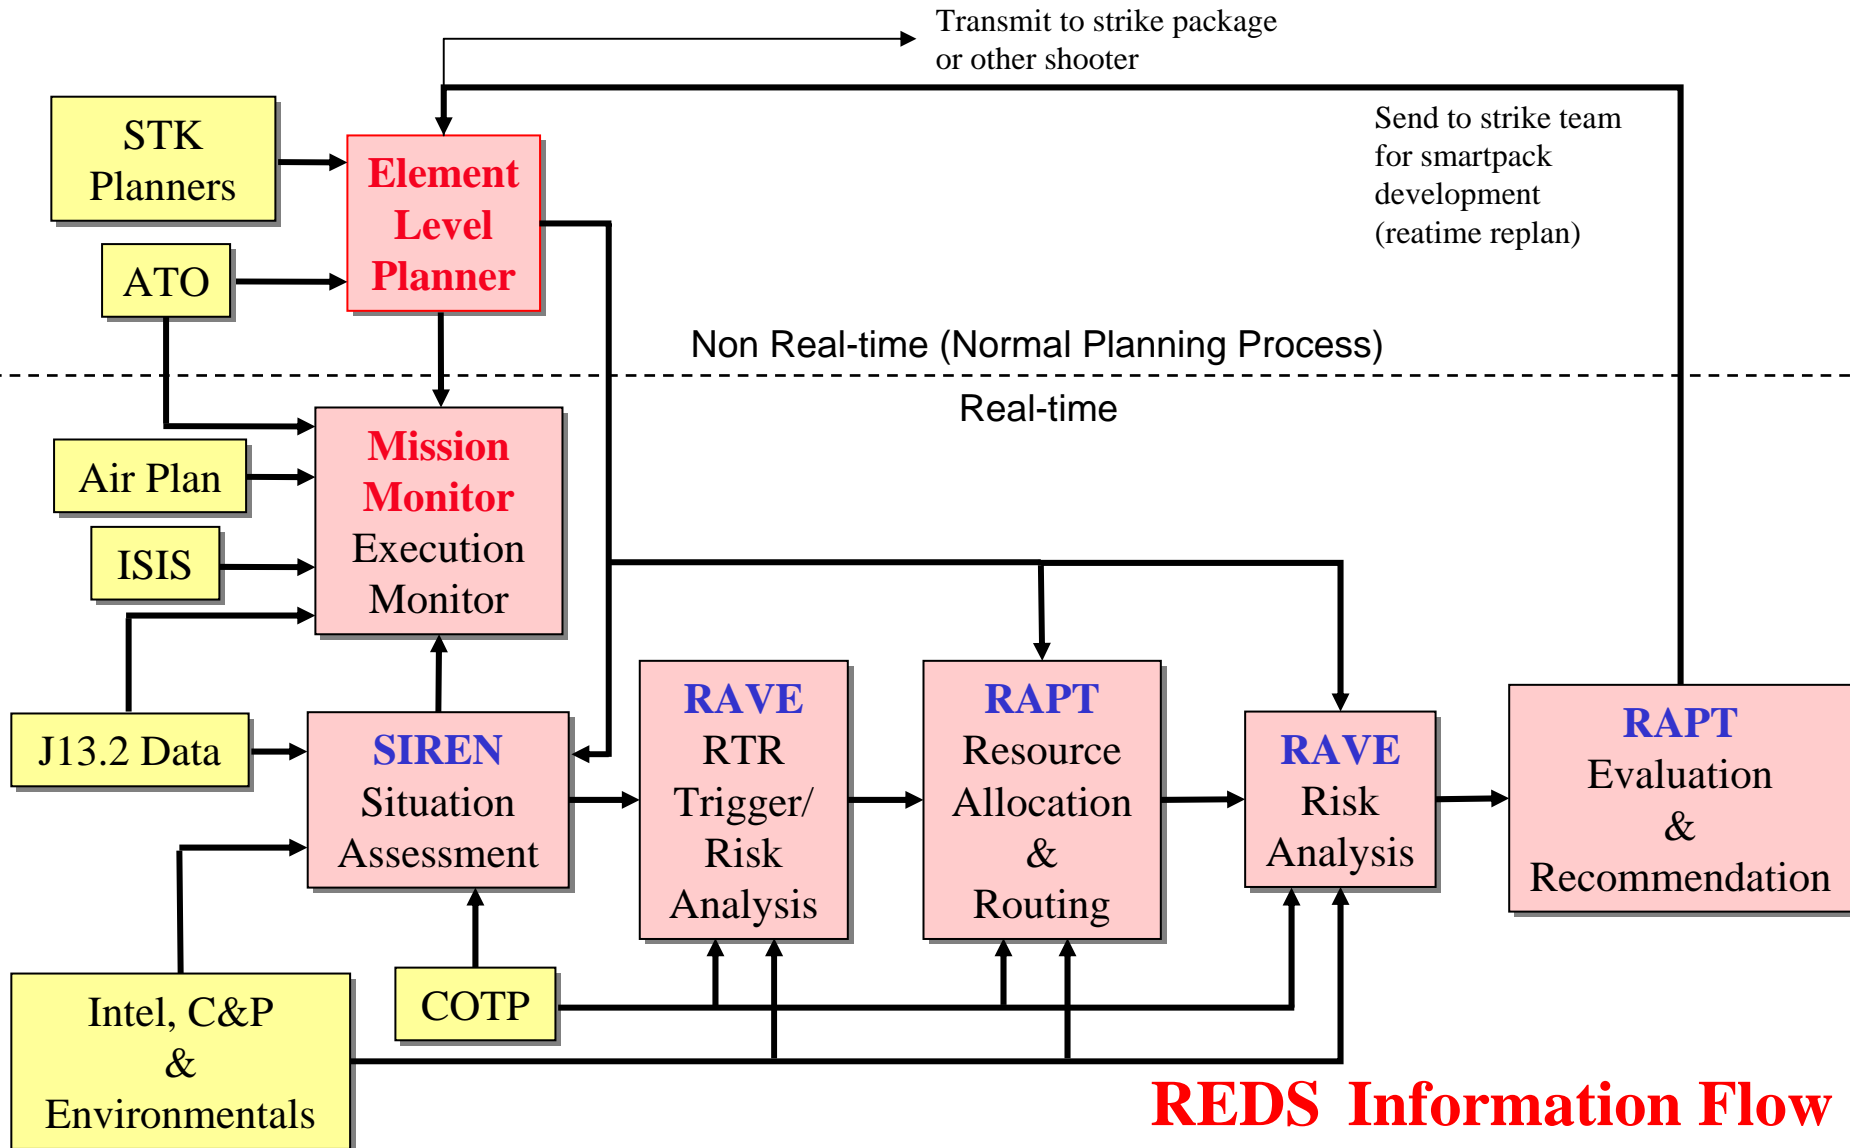 Transmit to strike package
or other shooter
STK
Planners
Element
Level
Planner
Send to strike team
for smartpack
development
(reatime replan)
ATO
Non Real-time (Normal Planning Process)
Real-time
Air Plan
Mission
Monitor
Execution
Monitor
ISIS
J13.2 Data
SIREN
Situation
Assessment
RAVE
RTR
Trigger/
Risk
Analysis
RAPT
Resource
Allocation
&
Routing
RAVE
Risk
Analysis
RAPT
Evaluation
&
Recommendation
Intel, C&P
&
Environmentals
COTP
REDS Information Flow